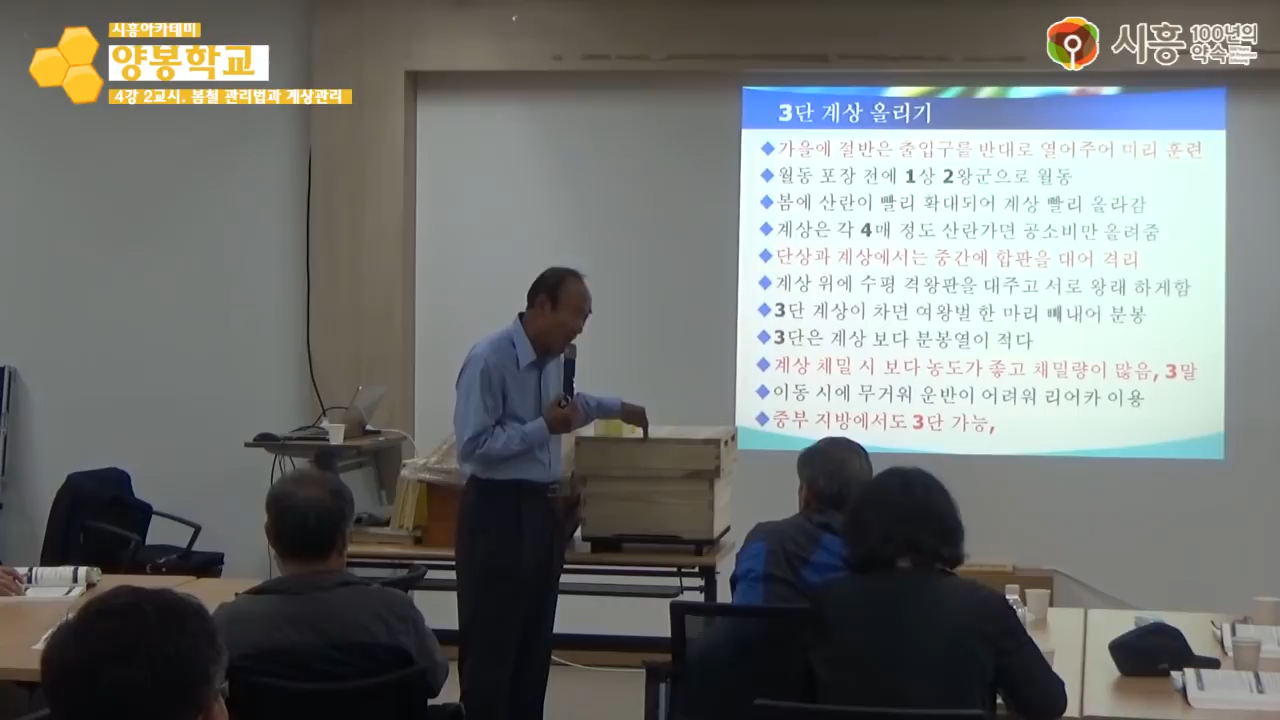 시흥아카데미
양봉학교
4강 2교시. 봄철 관리법과 계상관리
시흥 100년의
약속
3단 계상 올리기
가을에 절반은 출입구를 반대로 열어주어 미리 훈련
월동 포장 전에 1상 2왕군으로 월동
봄에 산란이 빨리 확대되어 계상 빨리 올라감
계상은 각 4매 정도 산란가면 공소비만 올려줌
단상과 계상에서는 중간에 합판을 대어 격리
계상 위에 수평 격왕판을 대주고 서로 왕래 하게함
3단 계상이 차면 여왕벌 한 마리 빼내어 분봉
3단은 계상 보다 분봉열이 적다
계상 채밀 시 보다 농도가 좋고 채밀량이 많음, 3말
이동 시에 무거워 운반이 어려워 리어카 이용
중부 지방에서도 3단 가능,